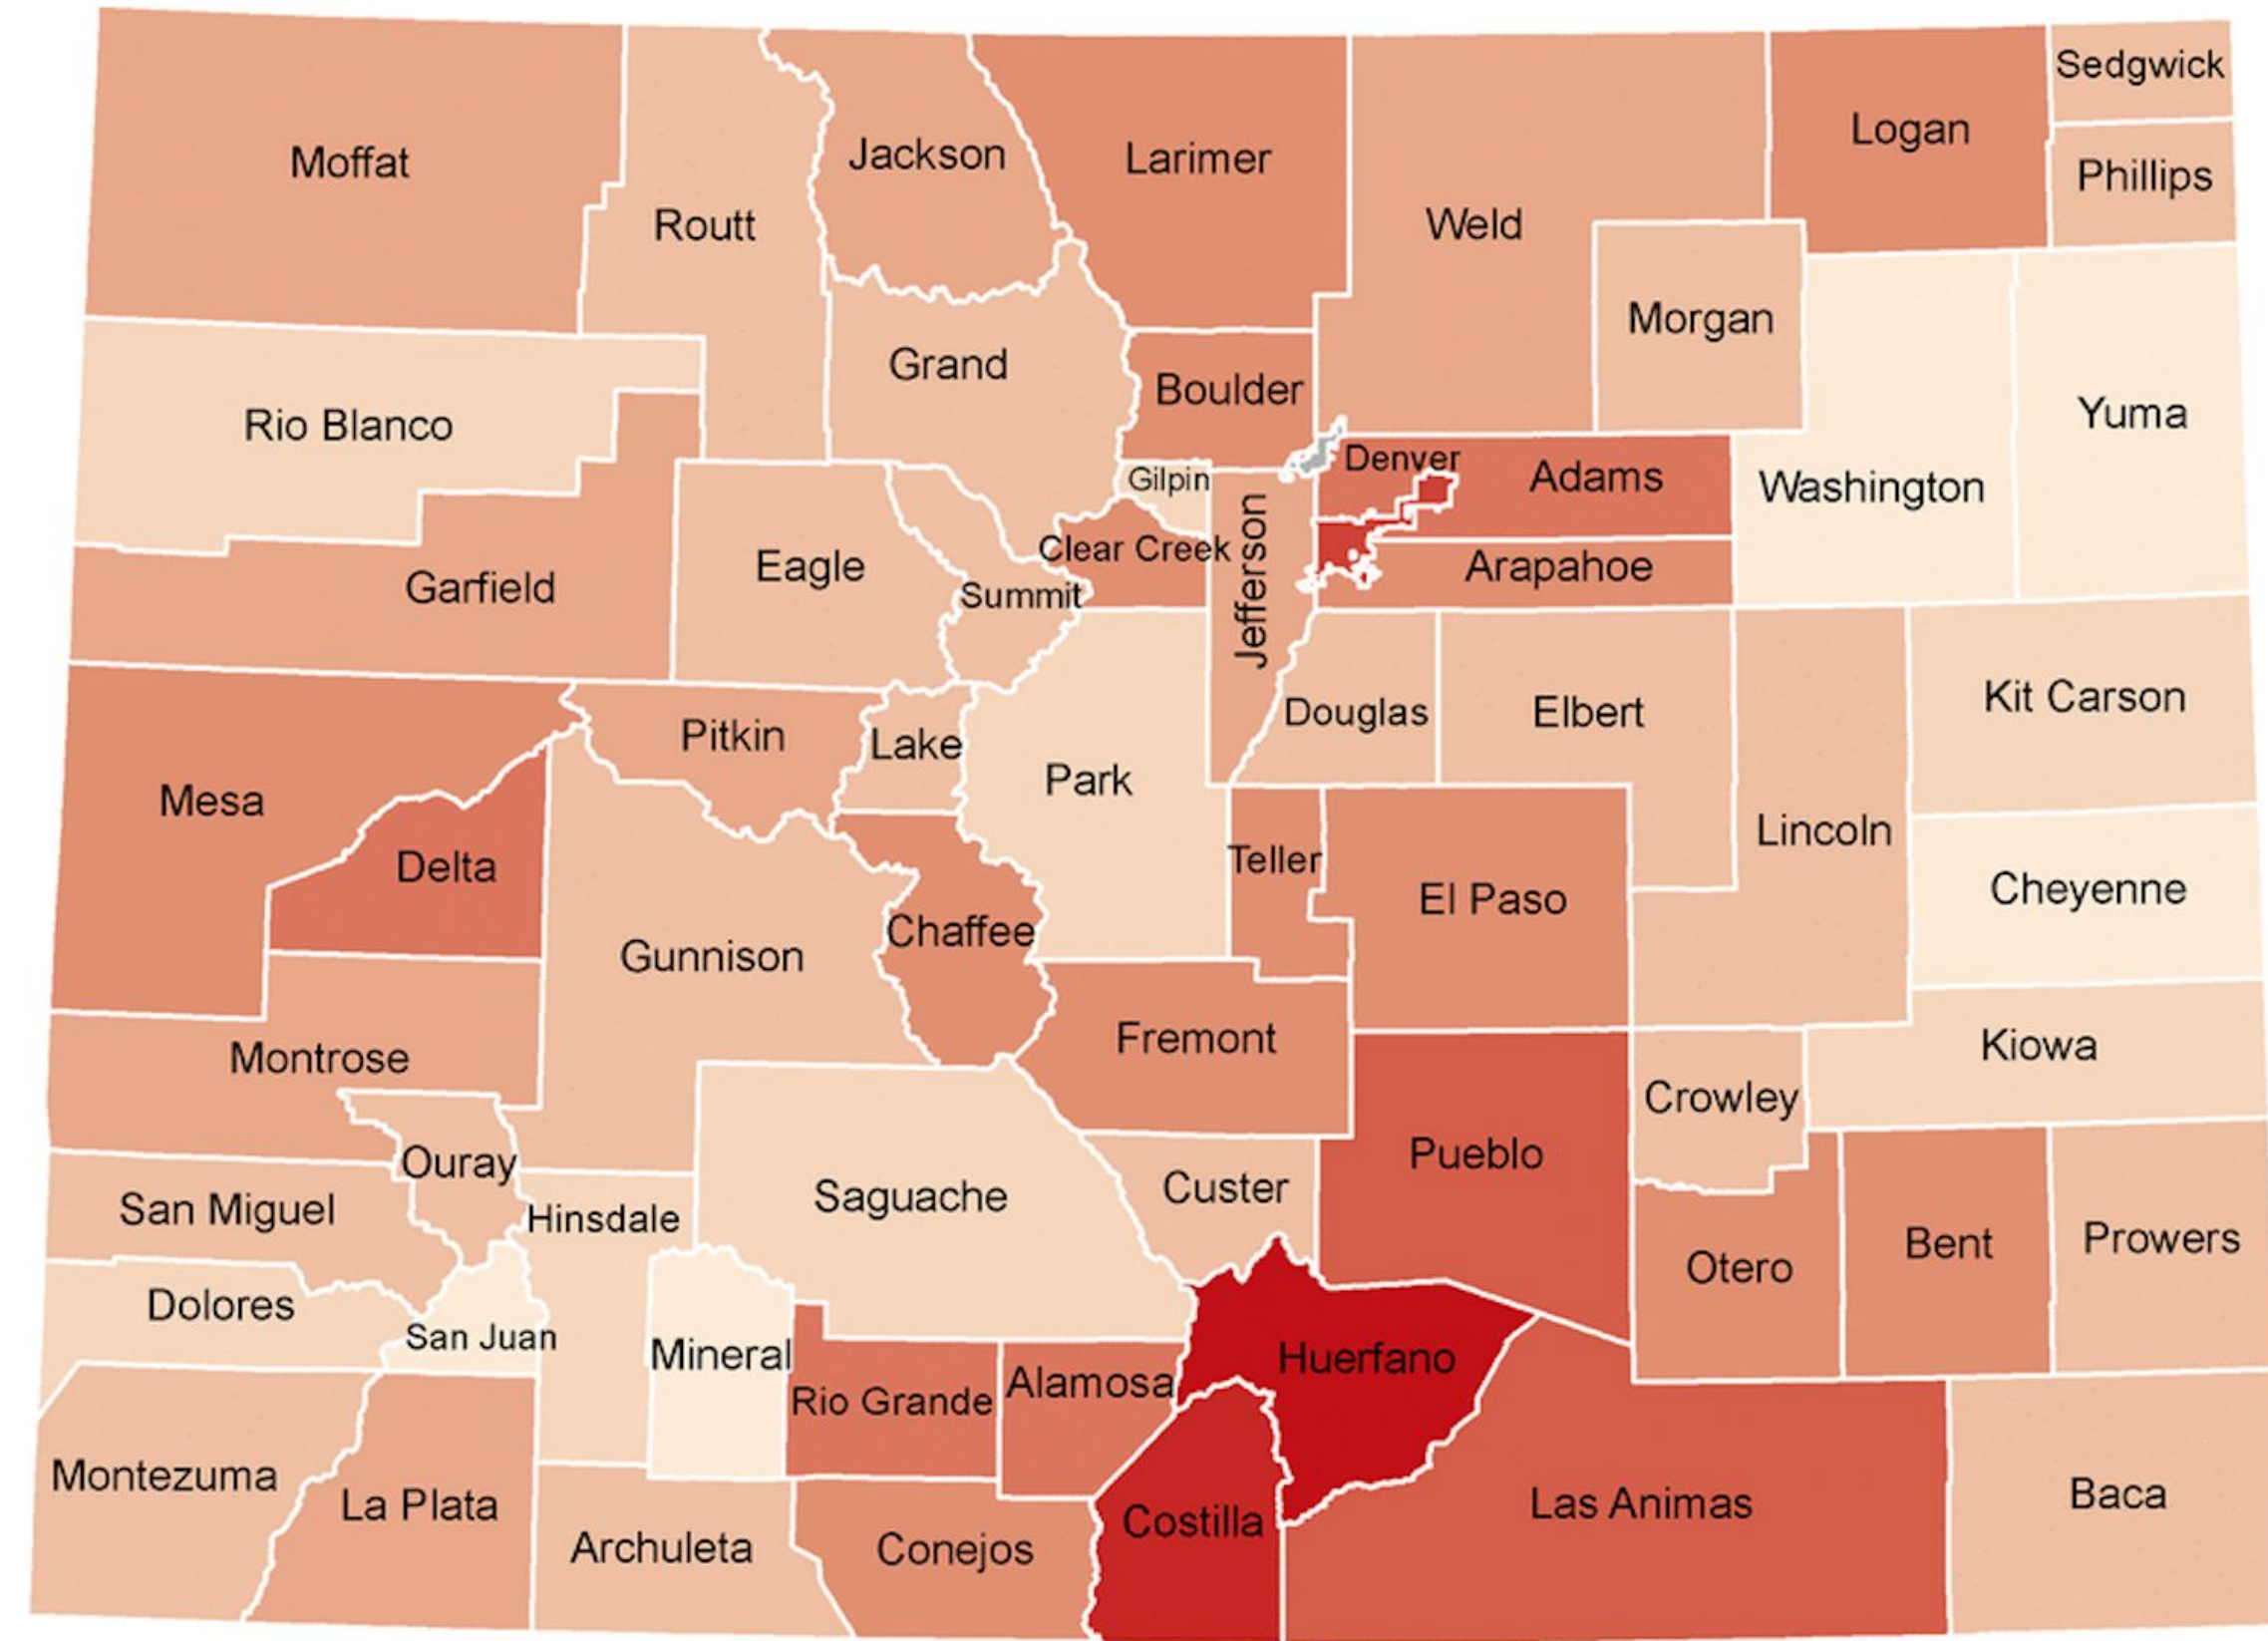 Sedgwick
Logan
Moffat
Jackson
Larimer
Phillips
Routt
Weld
Morgan
Grand
Boulder
Yuma
Rio Blanco
Denver
Adams
Gilpin
Washington
Clear Creek
Eagle
Arapahoe
Garfield
Summit
Jefferson
Kit Carson
Douglas
Elbert
Pitkin
Lake
Park
Mesa
Lincoln
Delta
Teller
Cheyenne
El Paso
Chaffee
Gunnison
Fremont
Kiowa
Montrose
Crowley
Pueblo
Ouray
Custer
Saguache
San Miguel
Hinsdale
Bent
Prowers
Otero
Dolores
San Juan
Mineral
Huerfano
Alamosa
Rio Grande
Montezuma
Baca
La Plata
Las Animas
Costilla
Archuleta
Conejos